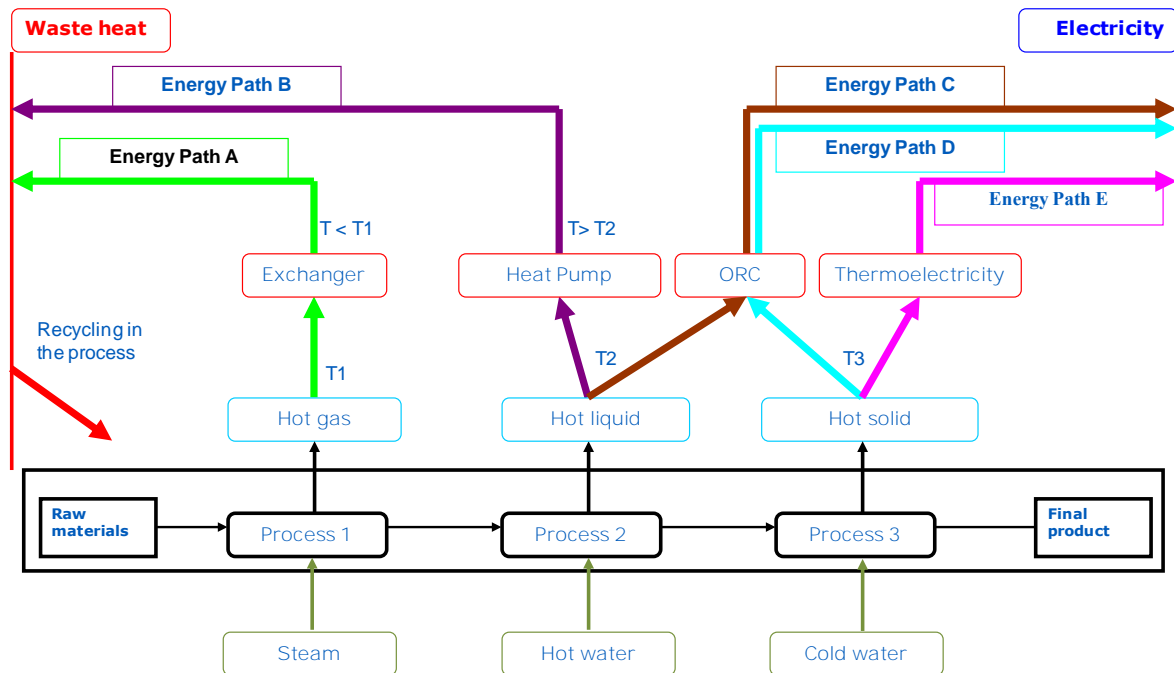 Waste heat
Electricity
Energy Path B
Energy Path C
Energy Path A
Energy Path D
Energy Path E
T < T1
T> T2
Exchanger
Heat Pump
ORC
Thermoelectricity
Recycling in
the process
T1
T2
T3
Hot gas
Hot liquid
Hot solid
Raw
materials
Process 1
Process 2
Process 3
Final
product
Steam
Hot water
Cold water